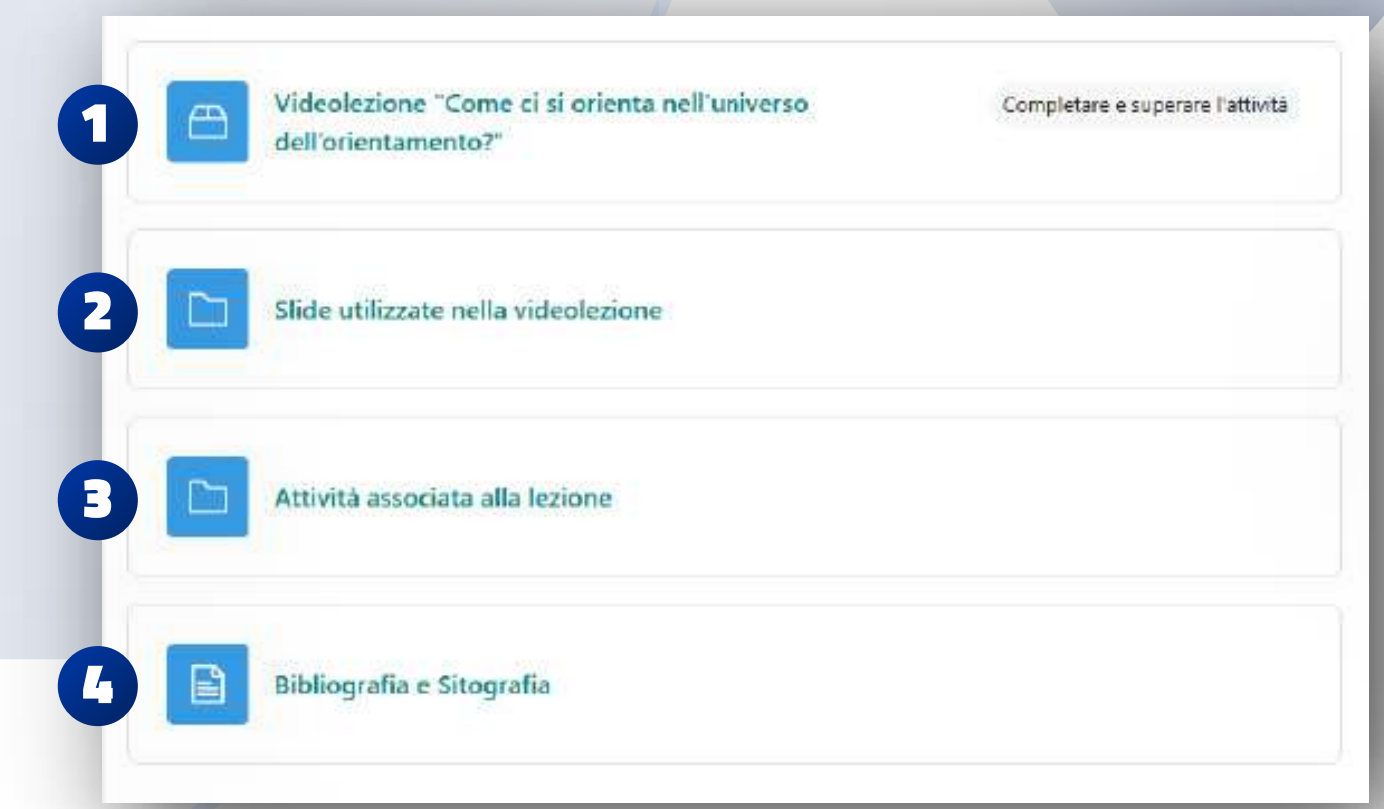 1
Videolezione "Come ci si orienta nell'universo
dell'orientamento?"
Completare e superare l'attività
2
Slide utilizzate nella videolezione
3
Attività associata alla lezione
4
Bibliografia e Sitografia